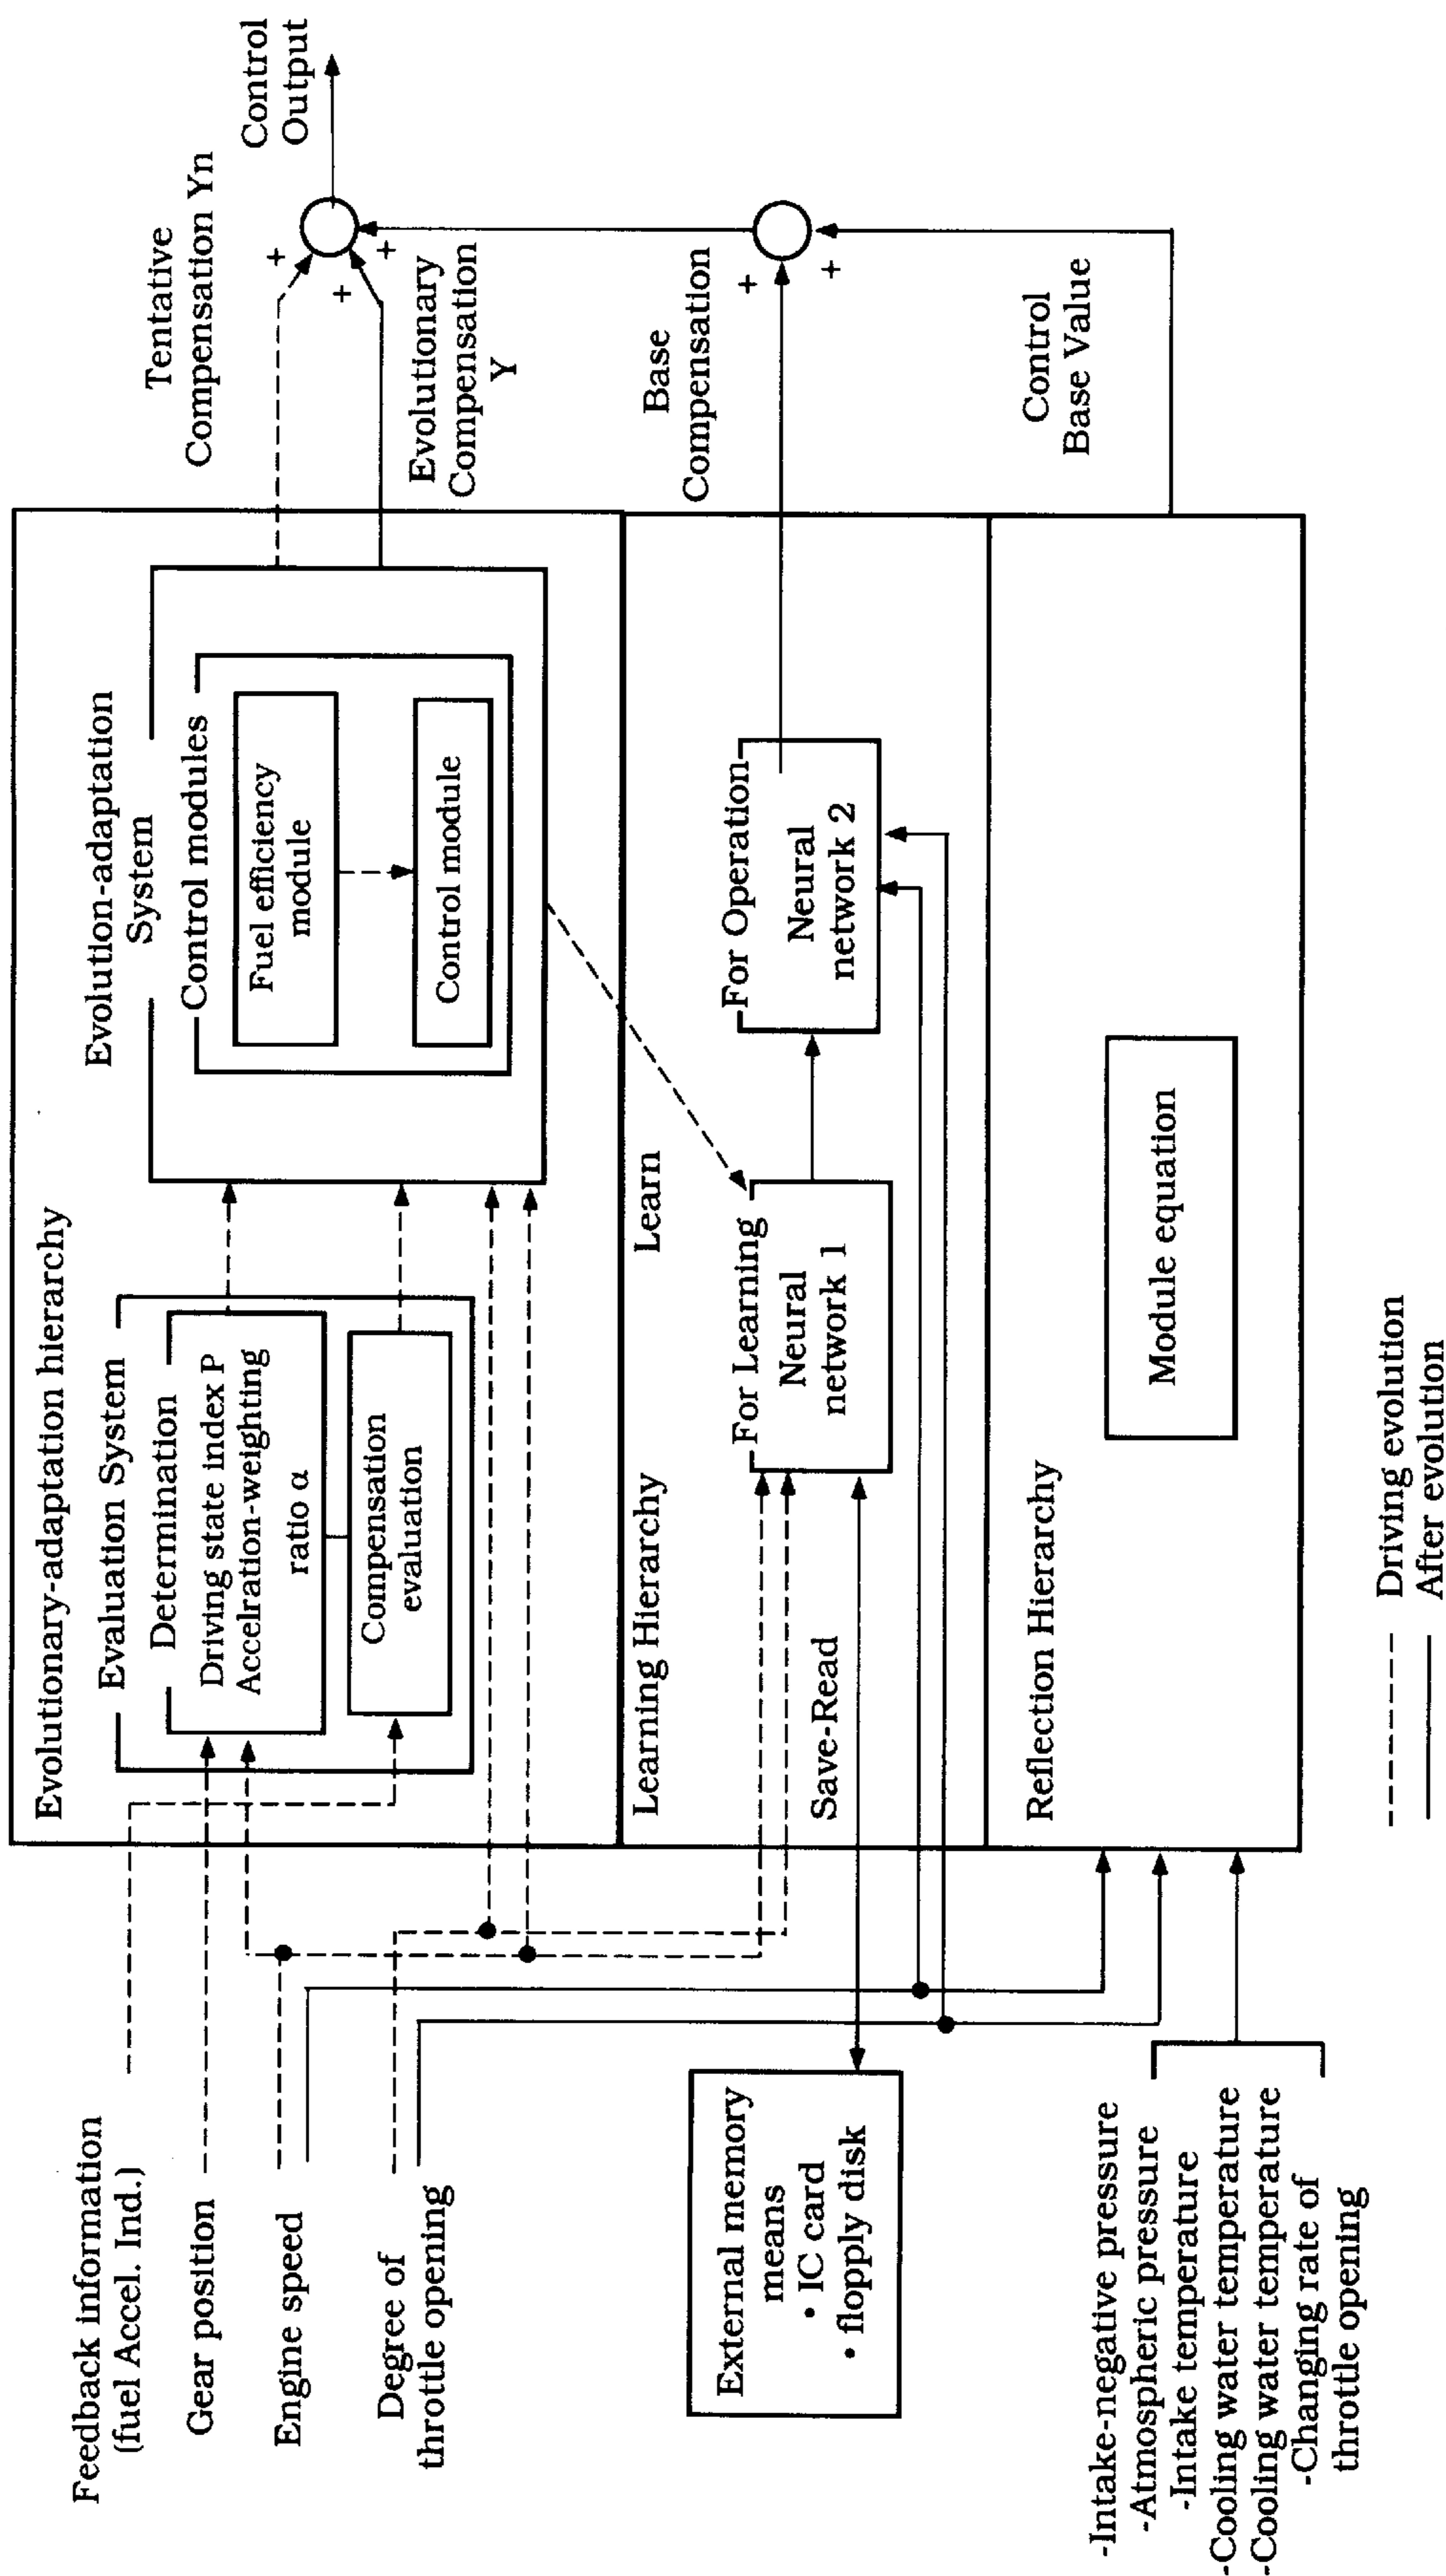 Feedback information
(fuel Accel. Ind.)
Gear position
Engine speed
Degree of
throttle opening
External memory
means
• IC card
• flopply disk
-Intake-negative pressure
-Atmospheric pressure
-Intake temperature
-Cooling water temperature
-Cooling water temperature
-Changing rate of
throttle opening
Evolutionary-adaptation hierarchy
Evaluation System
Determination
Driving state index P
Accelration-weighting
ratio α
Compensation
evaluation
Evolution-adaptation
System
Control modules
Fuel efficiency
module
Control module
Learning Hierarchy
Learn
Save-Read
For Learning
Neural
network 1
For Operation
Neural
network 2
Reflection Hierarchy
Module equation
Tentative
Compensation Yn
Evolutionary
Compensation
Y
Control
Output
Base
Compensation
Control
Base Value
+
+
+
+
+
Driving evolution
After evolution